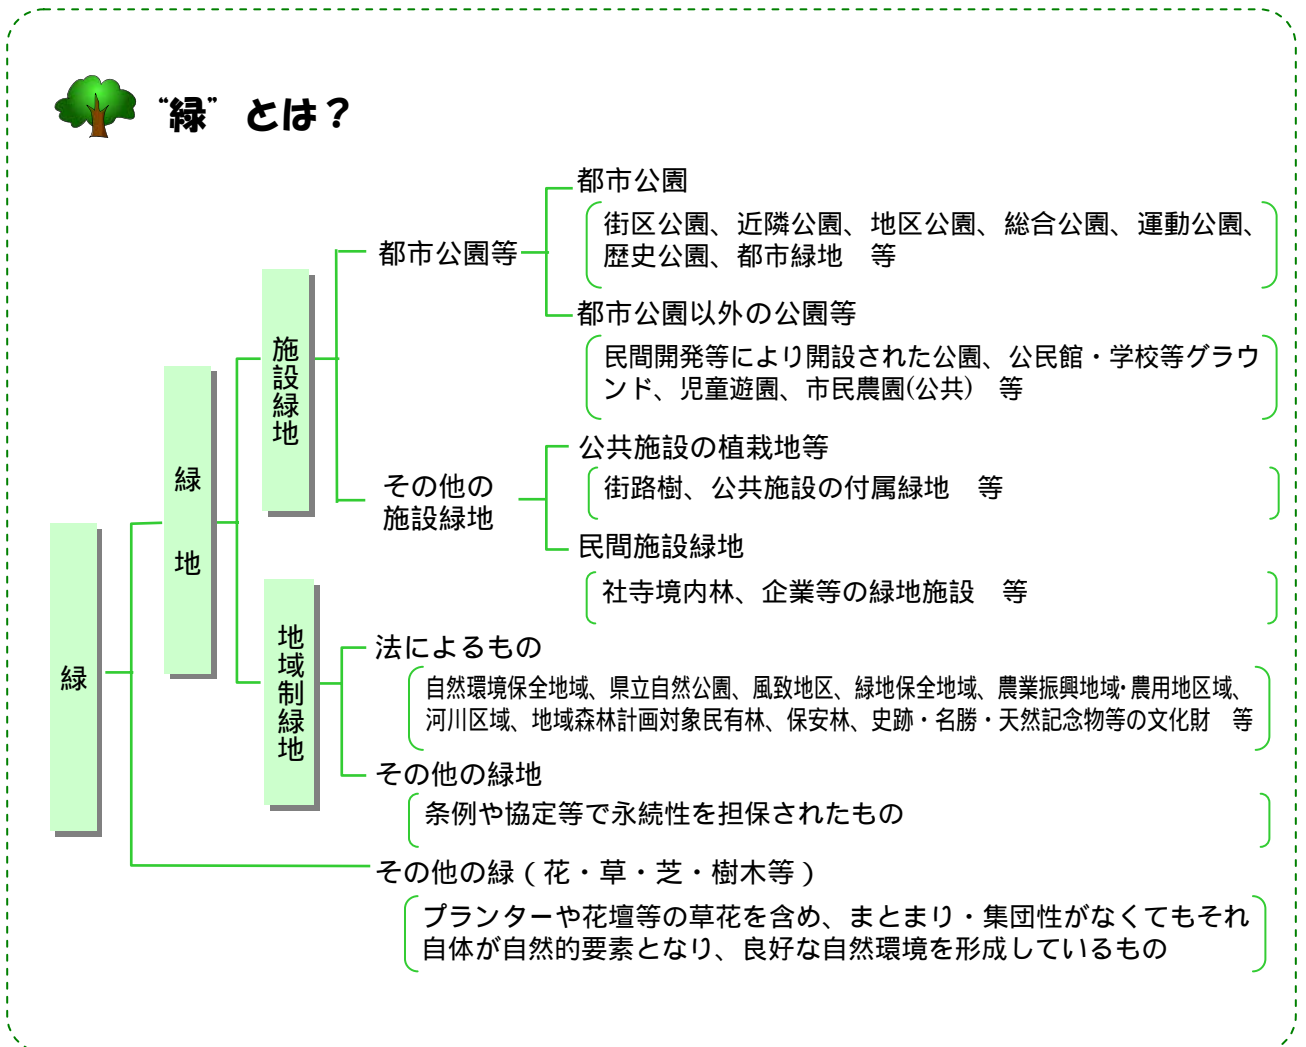 “緑” とは？
都市公園
街区公園、近隣公園、地区公園、総合公園、運動公園、
歴史公園、都市緑地　等
都市公園等
都市公園以外の公園等
民間開発等により開設された公園、公民館・学校等グラウ
ンド、児童遊園、市民農園(公共)　等
施設緑地
公共施設の植栽地等
街路樹、公共施設の付属緑地　等
その他の
施設緑地
民間施設緑地
社寺境内林、企業等の緑地施設　等
緑　地
地域制緑地
法によるもの
自然環境保全地域、県立自然公園、風致地区、緑地保全地域、農業振興地域・農用地区域、
河川区域、地域森林計画対象民有林、保安林、史跡・名勝・天然記念物等の文化財　等
緑
その他の緑地
条例や協定等で永続性を担保されたもの
その他の緑（花・草・芝・樹木等）
プランターや花壇等の草花を含め、まとまり・集団性がなくてもそれ
自体が自然的要素となり、良好な自然環境を形成しているもの